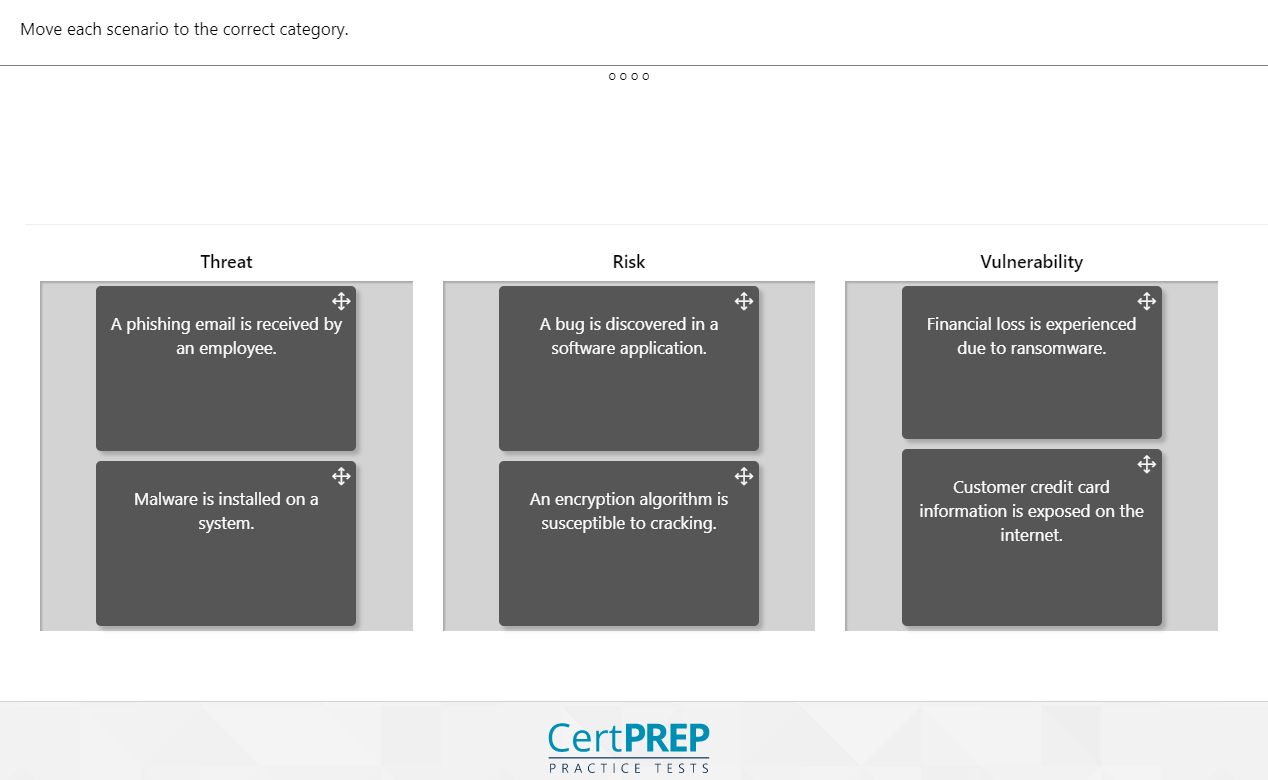 Move each scenario to the correct category.
Threat
Risk
Vulnerability
A phishing email is received by
an employee.
Malware is installed on a
system.
A bug is discovered in a
software application.
An encryption algorithm is
susceptible to cracking.
Financial loss is experienced
due to ransomware.
Customer credit card
information is exposed on the
internet.
CertPREP
PRACTICE TESTS